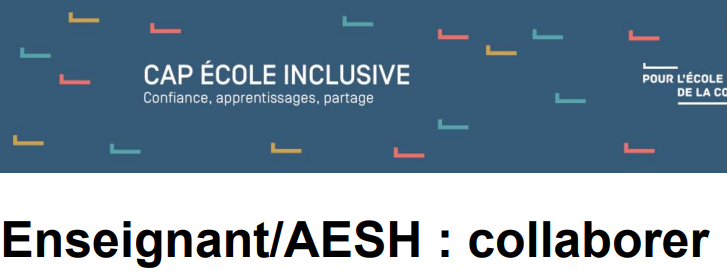 CAP ÉCOLE INCLUSIVE
Confiance, apprentissages, partage
POUR L'ÉCOLE
DE LA CO
Enseignant/AESH : collaborer